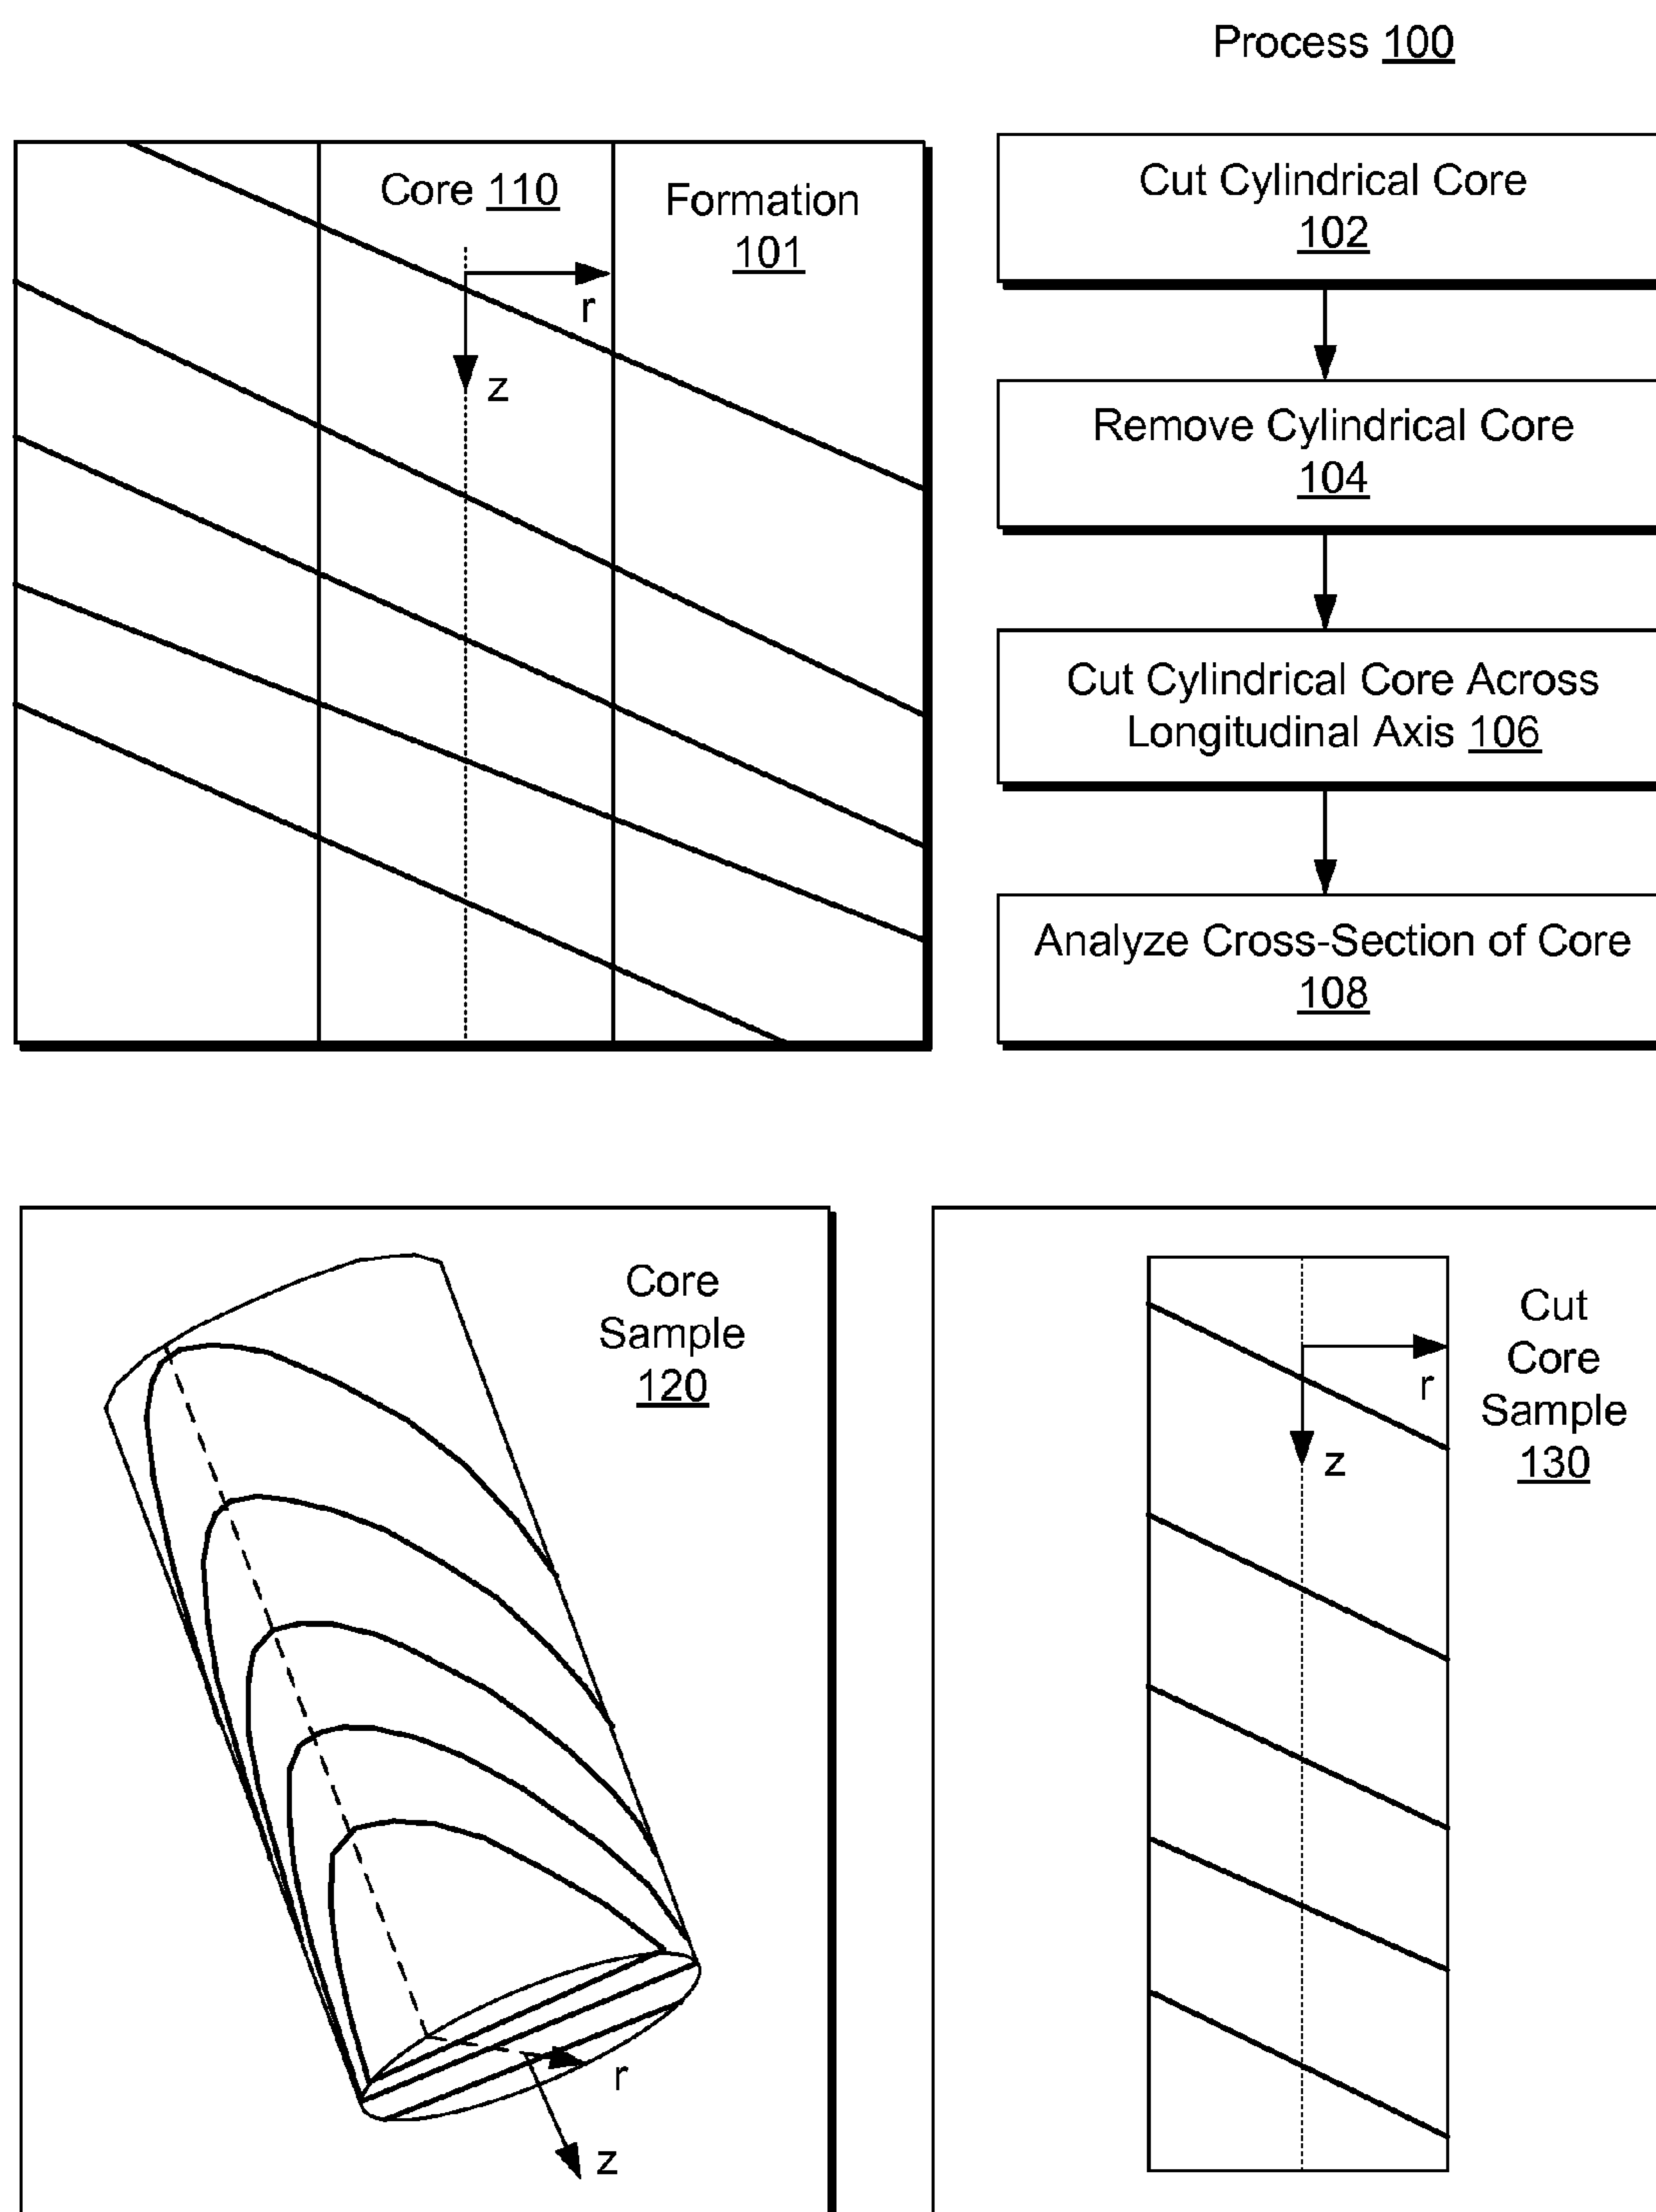 Process 100
Core 110
Formation
101
r
z
Cut Cylindrical Core
102
Remove Cylindrical Core
104
Cut Cylindrical Core Across
Longitudinal Axis 106
Analyze Cross-Section of Core
108
Core
Sample
120
r
z
Cut
Core
Sample
130
r
z